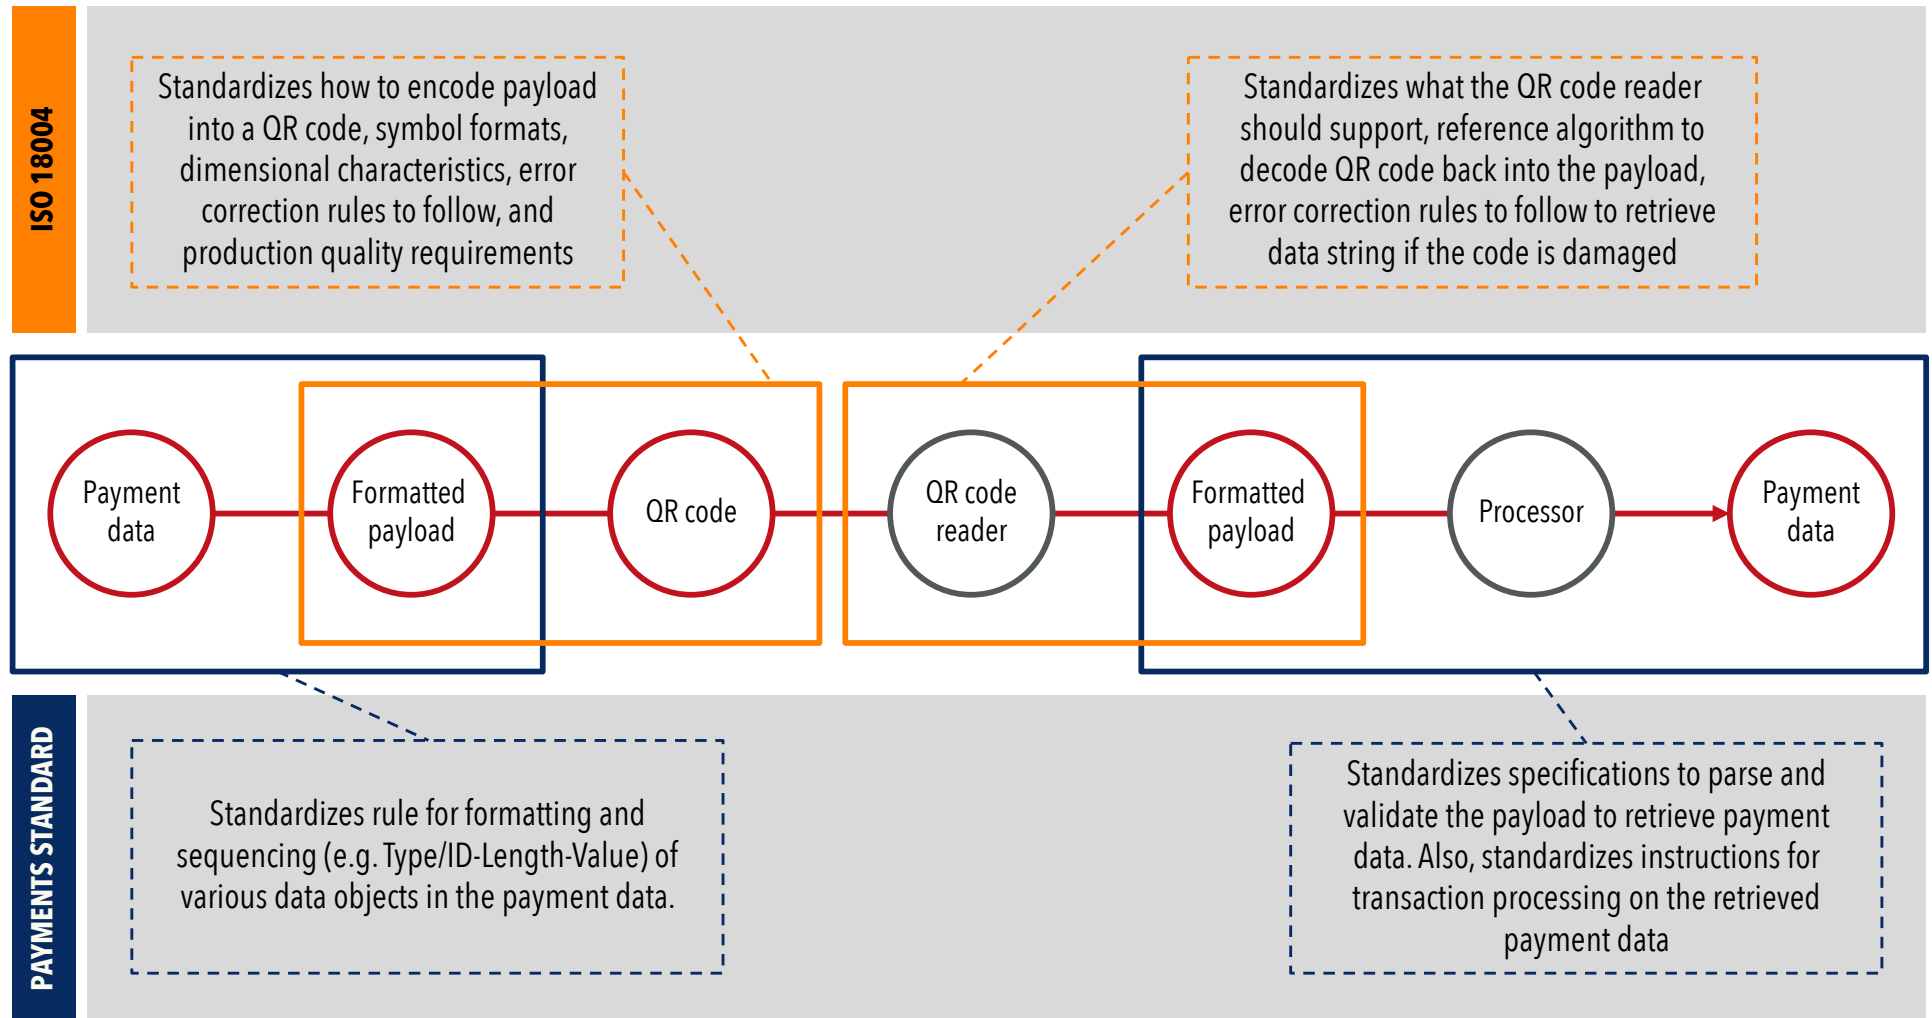 ISO 18004
Standardizes how to encode payload
into a QR code, symbol formats,
dimensional characteristics, error
correction rules to follow, and
production quality requirements
Standardizes what the QR code reader
should support, reference algorithm to
decode QR code back into the payload,
error correction rules to follow to retrieve
data string if the code is damaged
Payment
data
Formatted
payload
QR code
QR code
reader
Formatted
payload
Processor
Payment
data
PAYMENTS STANDARD
Standardizes rule for formatting and
sequencing (e.g. Type/ID-Length-Value) of
various data objects in the payment data.
Standardizes specifications to parse and
validate the payload to retrieve payment
data. Also, standardizes instructions for
transaction processing on the retrieved
payment data